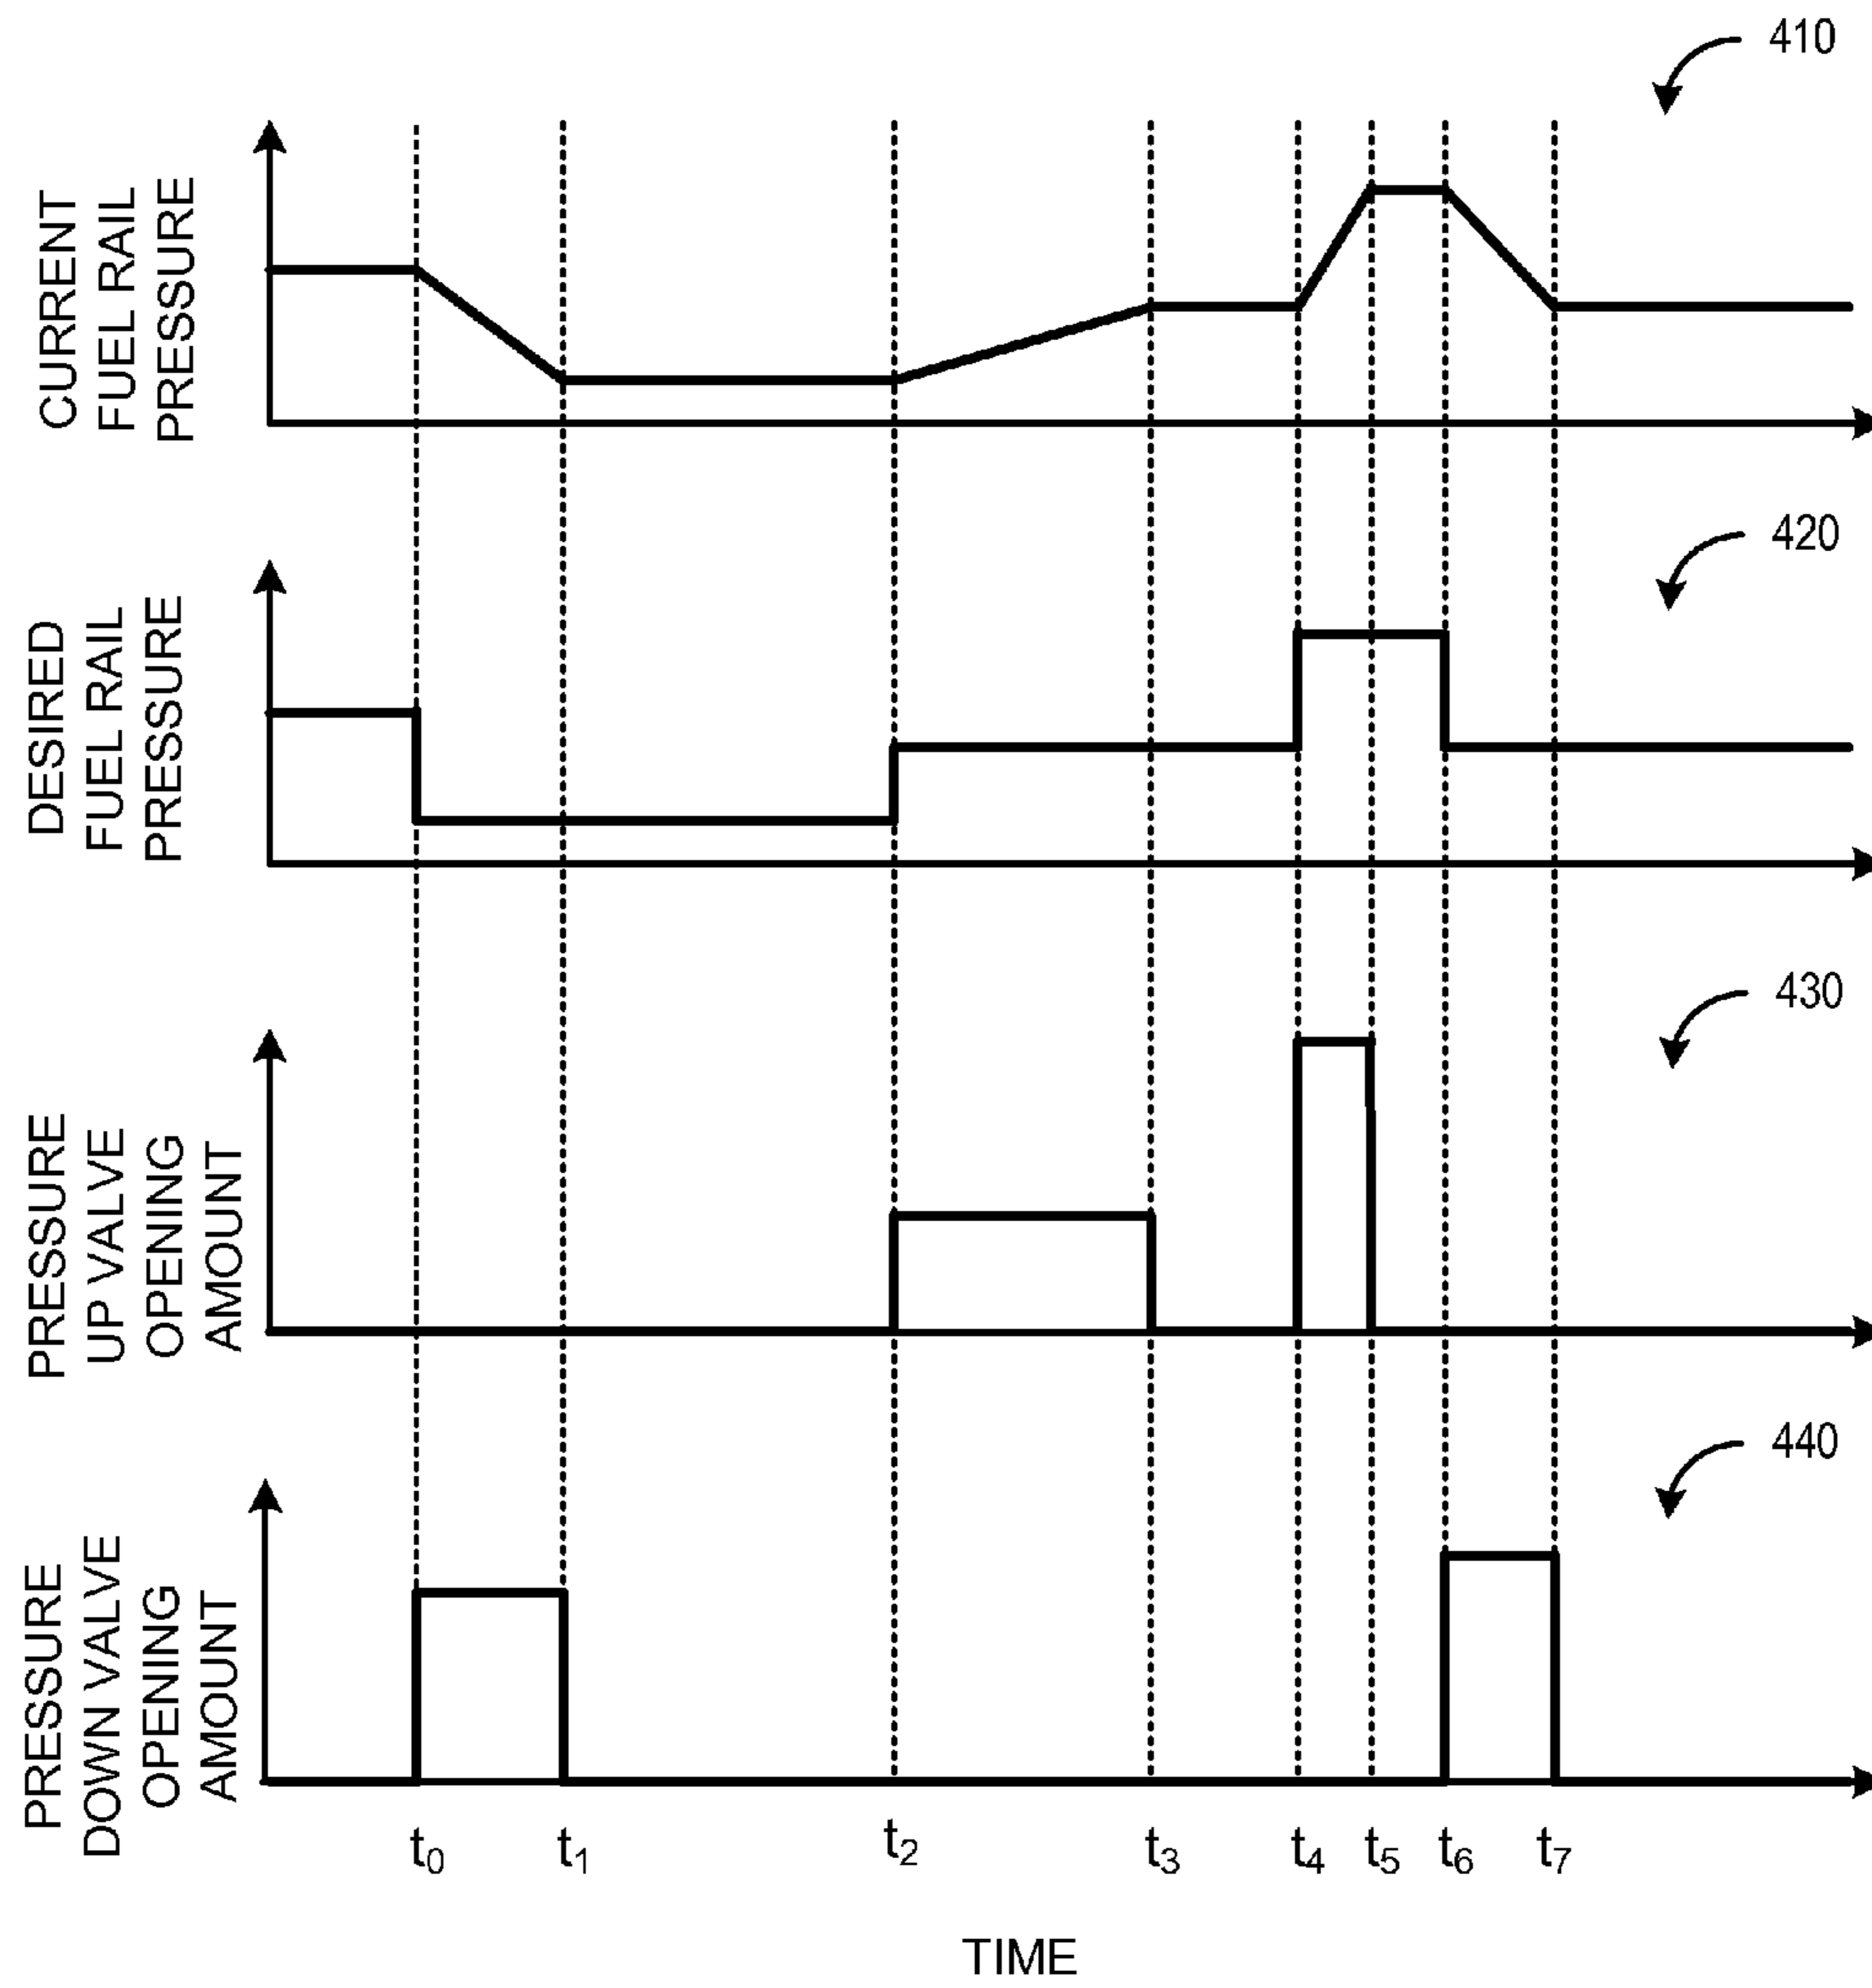 410
CURRENT
FUEL RAIL
PRESSURE
420
DESIRED
FUEL RAIL
PRESSURE
430
PRESSURE
UP VALVE
OPENING
AMOUNT
440
PRESSURE
DOWN VALVE
OPENING
AMOUNT
t0 t1 t2 t3 t4 t5 t6 t7
TIME